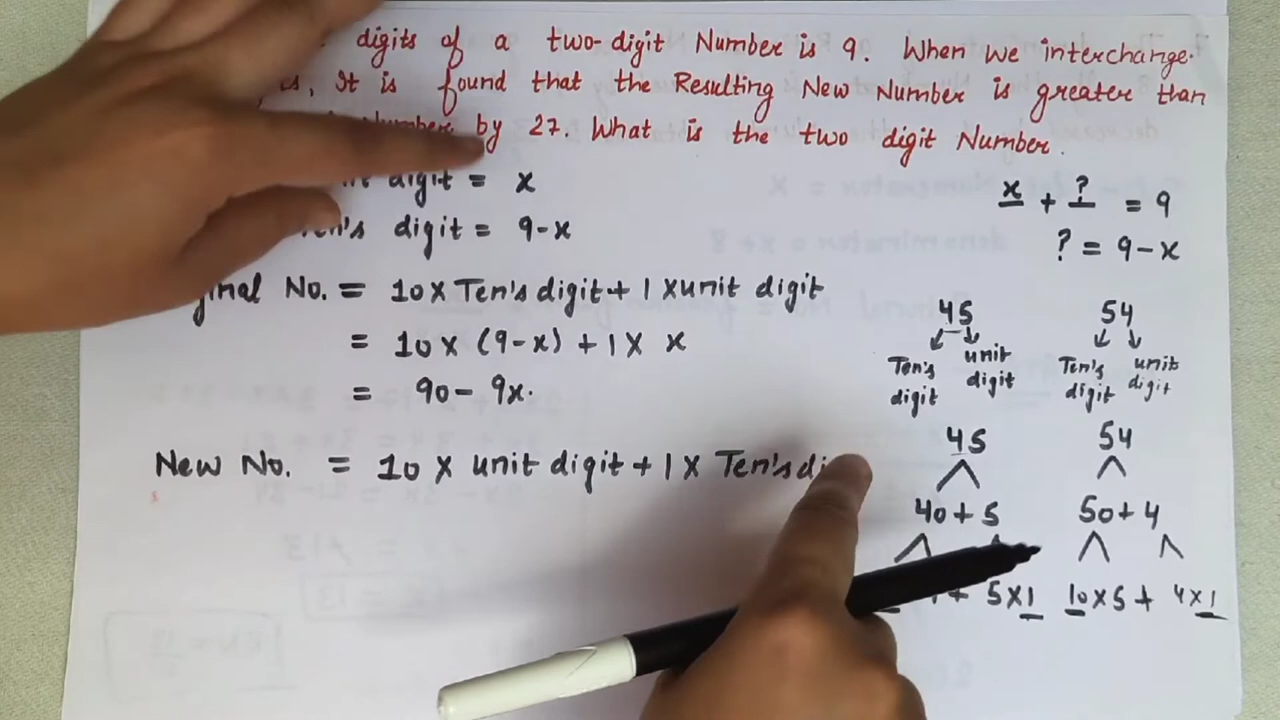 digits of a two-digit Number is 9. When we interchange
is, It is found that the Resulting New Number is greater than
Number by 27. What is the two digit Number.
digit = x
Ten's digit = 9-x
x + ? = 9
? = 9-x
No. = 10 x Ten's digit + 1 x unit digit
= 10 x (9-x) + 1 x x
= 90 - 9x.
New No. = 10 x unit digit + 1 x Ten's
45 54
Ten's digit unit digit Ten's digit unit digit
45 54
40+5 50+4
+ 5x1 10x5 + 4x1